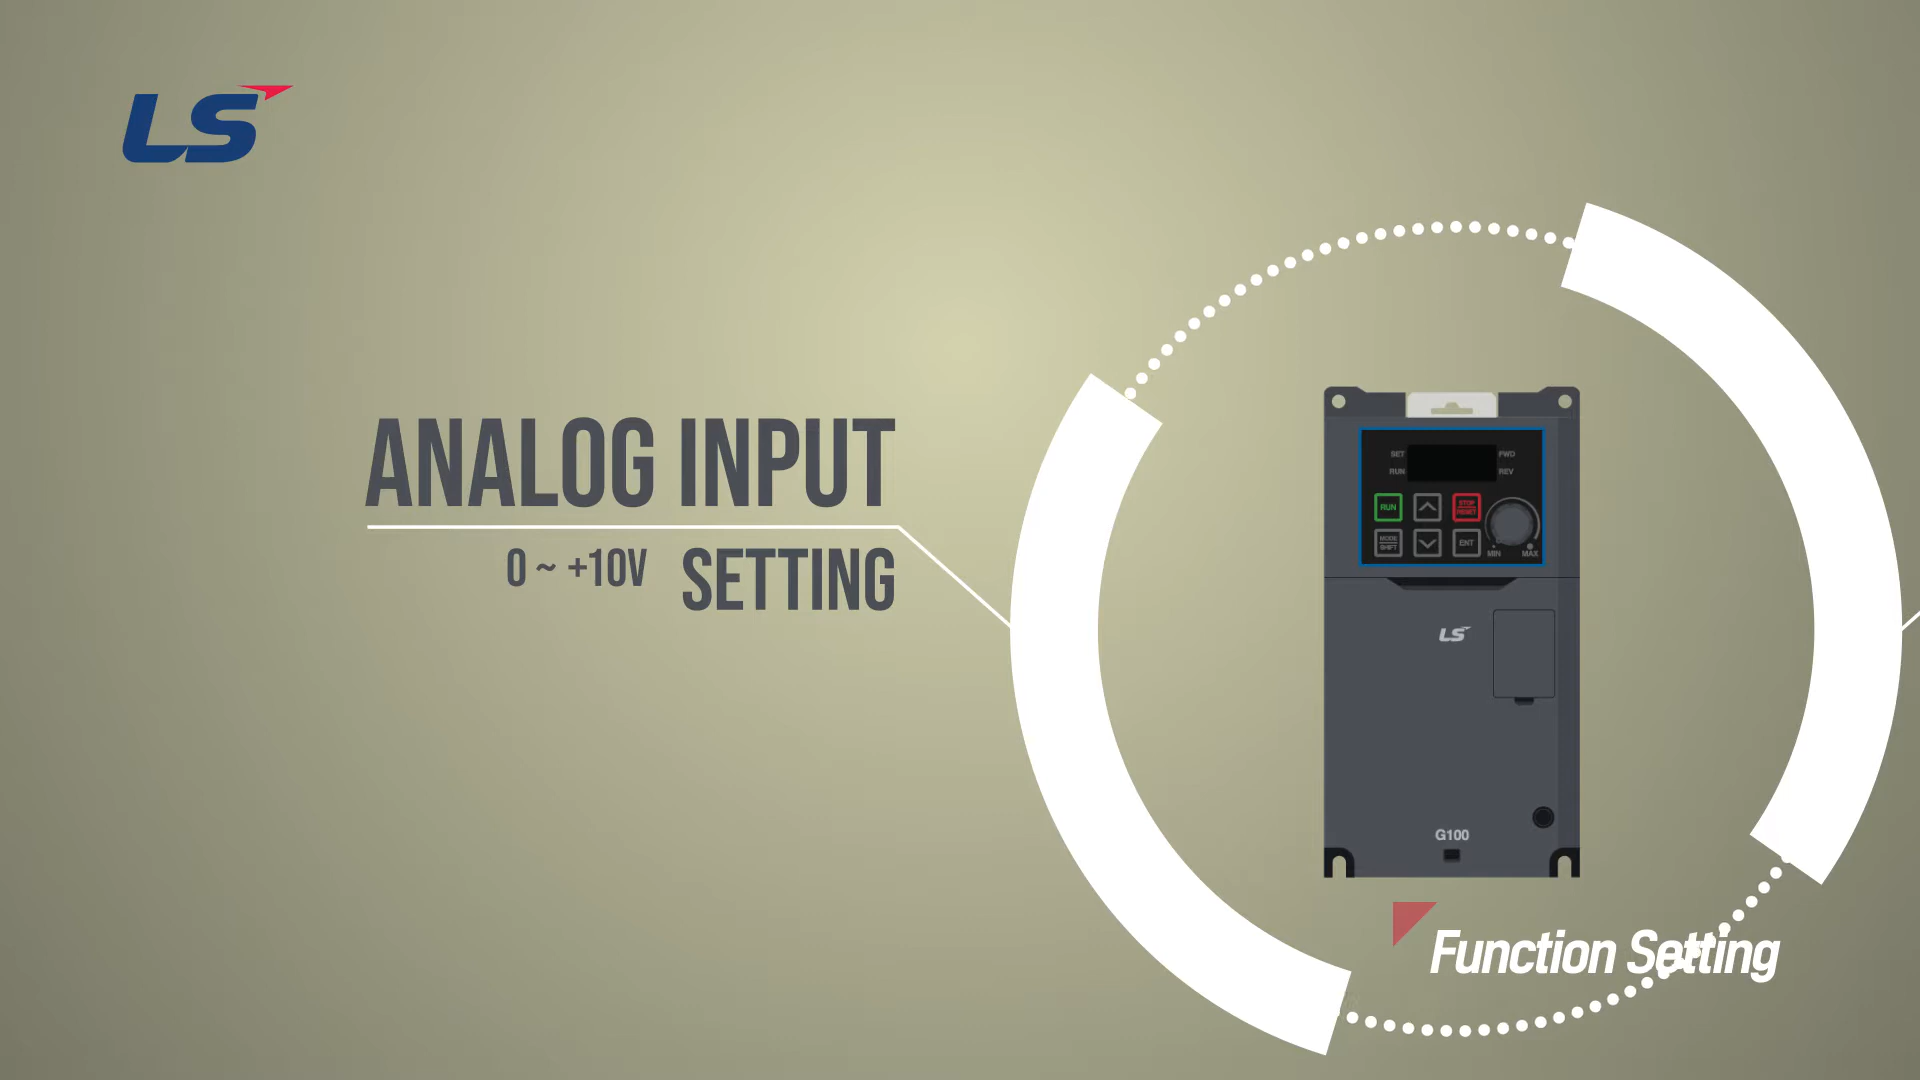 LS
ANALOG INPUT
0 ~ +10V SETTING
SET FWD
RUN REV
RUN STOP RESET
MODE SHIFT ENT MIN MAX
LS
G100
Function Setting